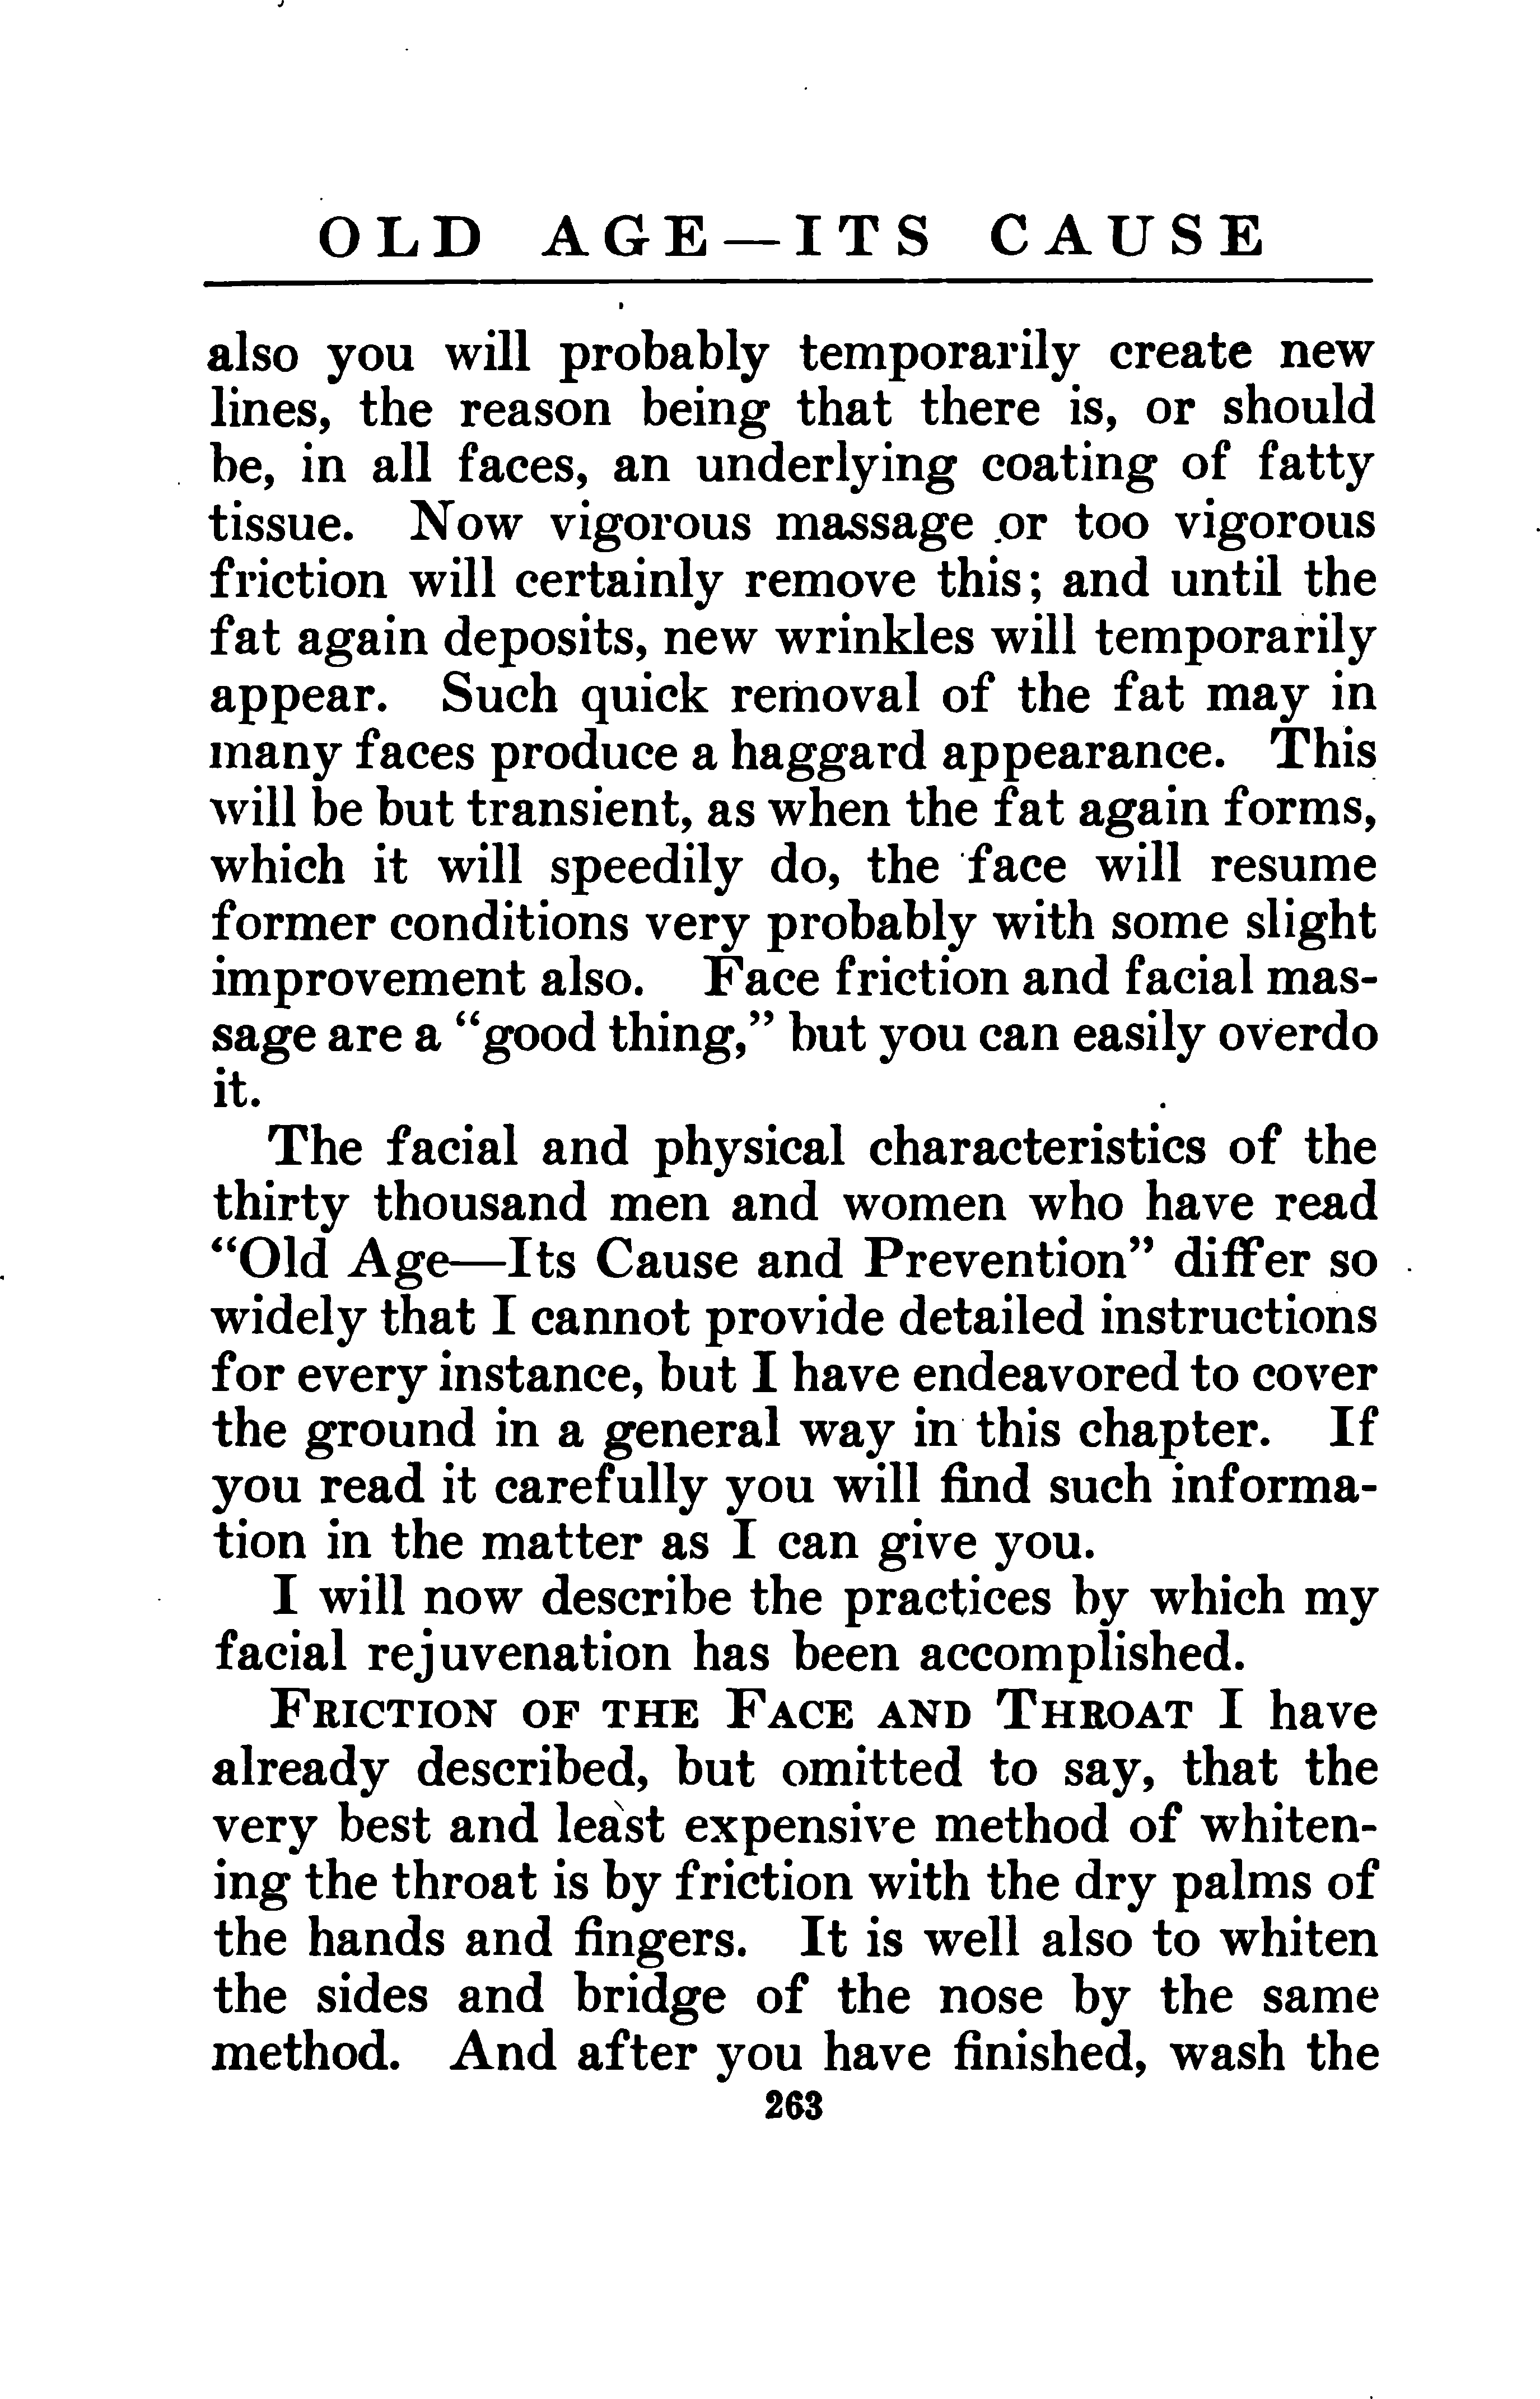 OLD AGE—ITS CAUSE
also you will probably temporarily create new
lines, the reason being that there is, or should
be, in all faces, an underlying coating of fatty
tissue. Now vigorous massage or too vigorous
friction will certainly remove this; and until the
fat again deposits, new wrinkles will temporarily
appear. Such quick removal of the fat may in
many faces produce a haggard appearance. This
will be but transient, as when the fat again forms,
which it will speedily do, the face will resume
former conditions very probably with some slight
improvement also. Face friction and facial mas-
sage are a “good thing,” but you can easily overdo
it.
The facial and physical characteristics of the
thirty thousand men and women who have read
“Old Age—Its Cause and Prevention” differ so
widely that I cannot provide detailed instructions
for every instance, but I have endeavored to cover
the ground in a general way in this chapter. If
you read it carefully you will find such informa-
tion in the matter as I can give you.
I will now describe the practices by which my
facial rejuvenation has been accomplished.
FRICTION OF THE FACE AND THROAT I have
already described, but omitted to say, that the
very best and least expensive method of whiten-
ing the throat is by friction with the dry palms of
the hands and fingers. It is well also to whiten
the sides and bridge of the nose by the same
method. And after you have finished, wash the
263